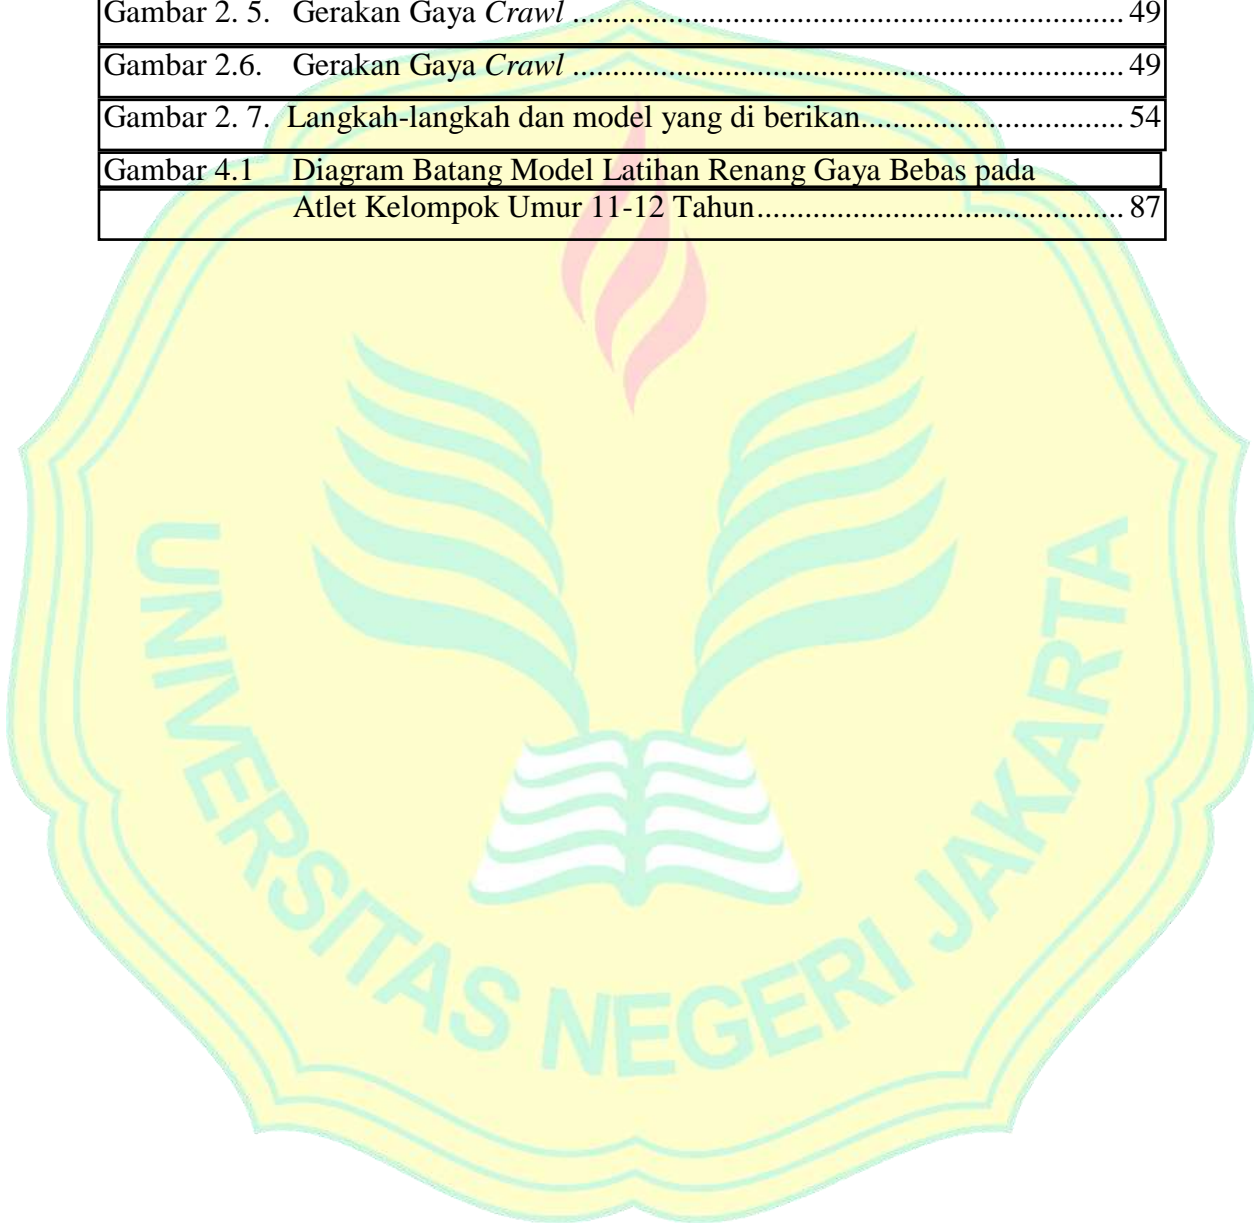 Gambar 2. 5. Gerakan Gaya Crawl .................................................................... 49
Gambar 2.6. Gerakan Gaya Crawl .................................................................... 49
Gambar 2. 7. Langkah-langkah dan model yang di berikan................................ 54
Gambar 4.1 Diagram Batang Model Latihan Renang Gaya Bebas pada
Atlet Kelompok Umur 11-12 Tahun............................................. 87
UNIVERSITAS NEGERI JAKARTA